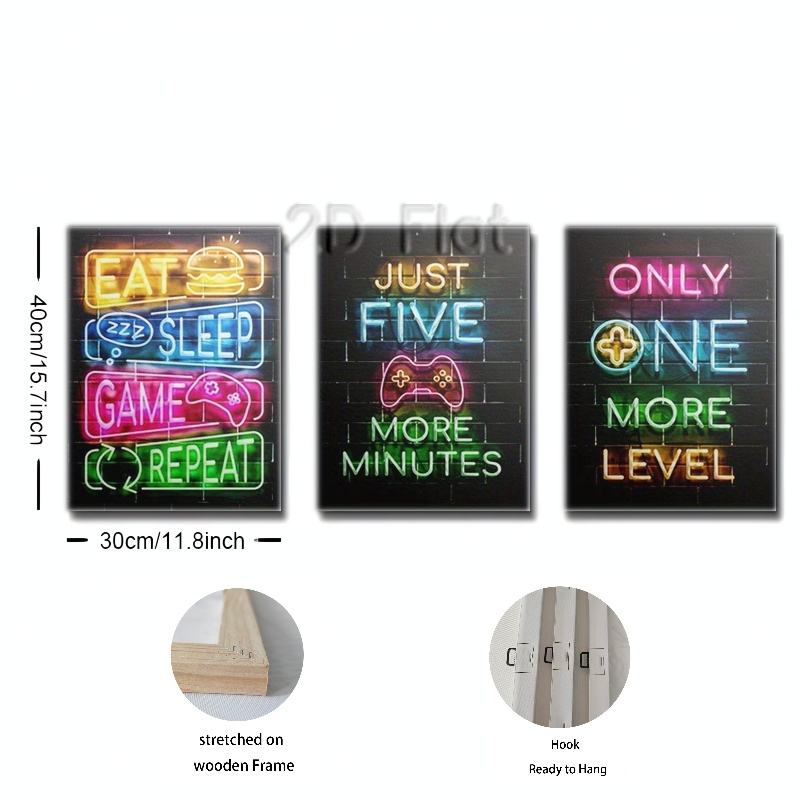 2D Flat
EAT
ZZZ SLEEP
GAME
REPEAT
JUST
FIVE
MORE
MINUTES
ONLY
ONE
MORE
LEVEL
40cm/15.7inch
30cm/11.8inch
stretched on
wooden Frame
Hook
Ready to Hang